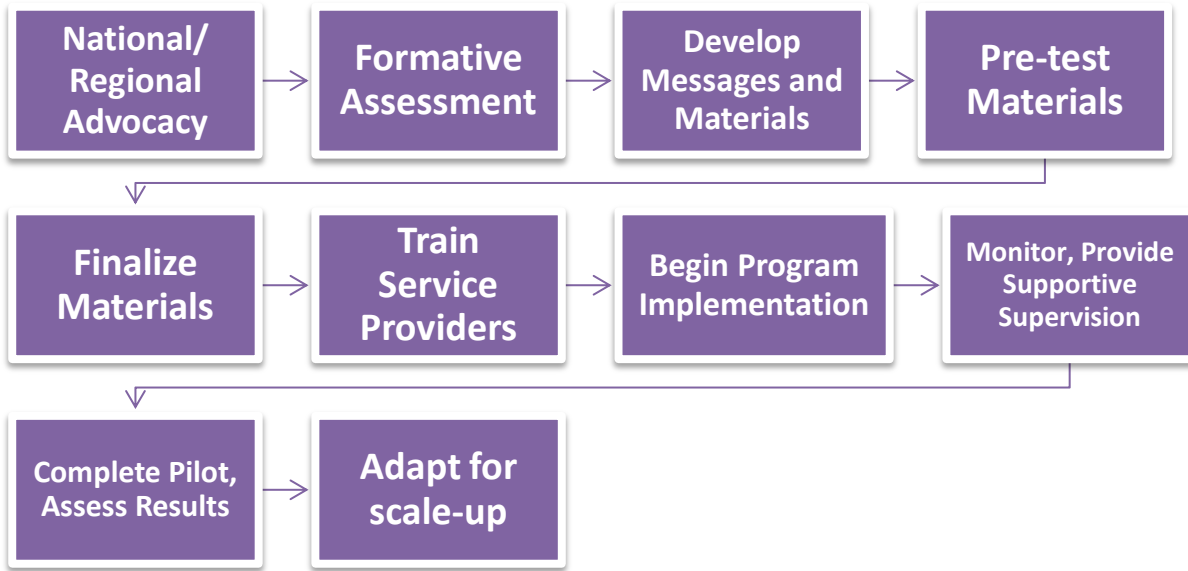 National/
Regional
Advocacy
Formative
Assessment
Develop
Messages and
Materials
Pre-test
Materials
Finalize
Materials
Train
Service
Providers
Begin Program
Implementation
Monitor, Provide
Supportive
Supervision
Complete Pilot,
Assess Results
Adapt for
scale-up